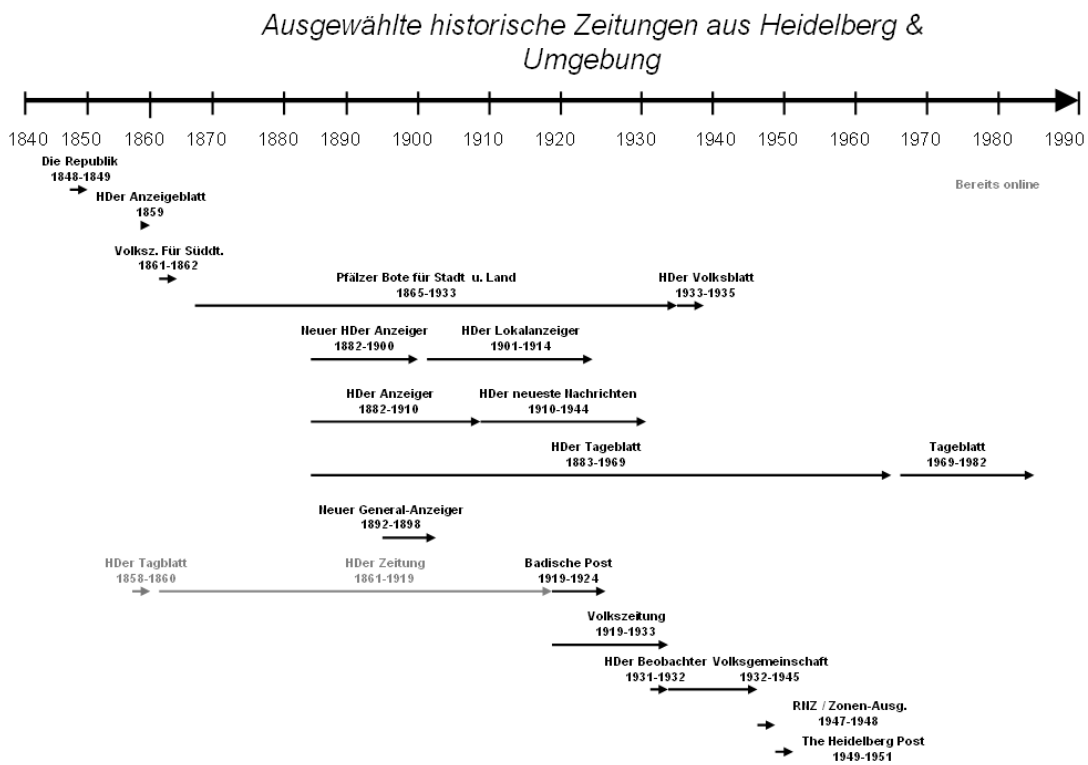 Ausgewählte historische Zeitungen aus Heidelberg &
Umgebung
1840 1850 1860 1870 1880 1890 1900 1910 1920 1930 1940 1950 1960 1970 1980 1990
Die Republik
1848-1849
Bereits online
HDer Anzeigeblatt
1859
Volksz. Für Süddt.
1861-1862
Pfälzer Bote für Stadt u. Land
1865-1933
HDer Volksblatt
1933-1935
Neuer HDer Anzeiger
1882-1900
HDer Lokalanzeiger
1901-1914
HDer Anzeiger
1882-1910
HDer neueste Nachrichten
1910-1944
HDer Tageblatt
1883-1969
Tageblatt
1969-1982
Neuer General-Anzeiger
1892-1898
HDer Tagblatt
1858-1860
HDer Zeitung
1861-1919
Badische Post
1919-1924
Volkszeitung
1919-1933
HDer Beobachter
1931-1932
Volksgemeinschaft
1932-1945
RNZ / Zonen-Ausg.
1947-1948
The Heidelberg Post
1949-1951